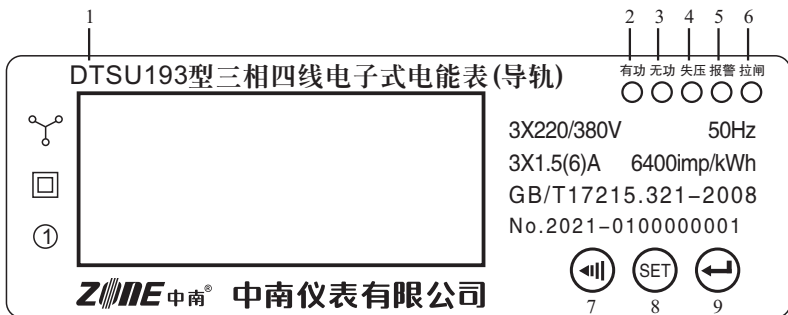 1 2 3 4 5 6
DTSU193型三相四线电子式电能表(导轨)
有功 无功 失压 报警 拉闸
3X220/380V 50Hz
3X1.5(6)A 6400imp/kWh
GB/T17215.321-2008
No.2021-0100000001
1
SET
ZONE 中南® 中南仪表有限公司
7 8 9